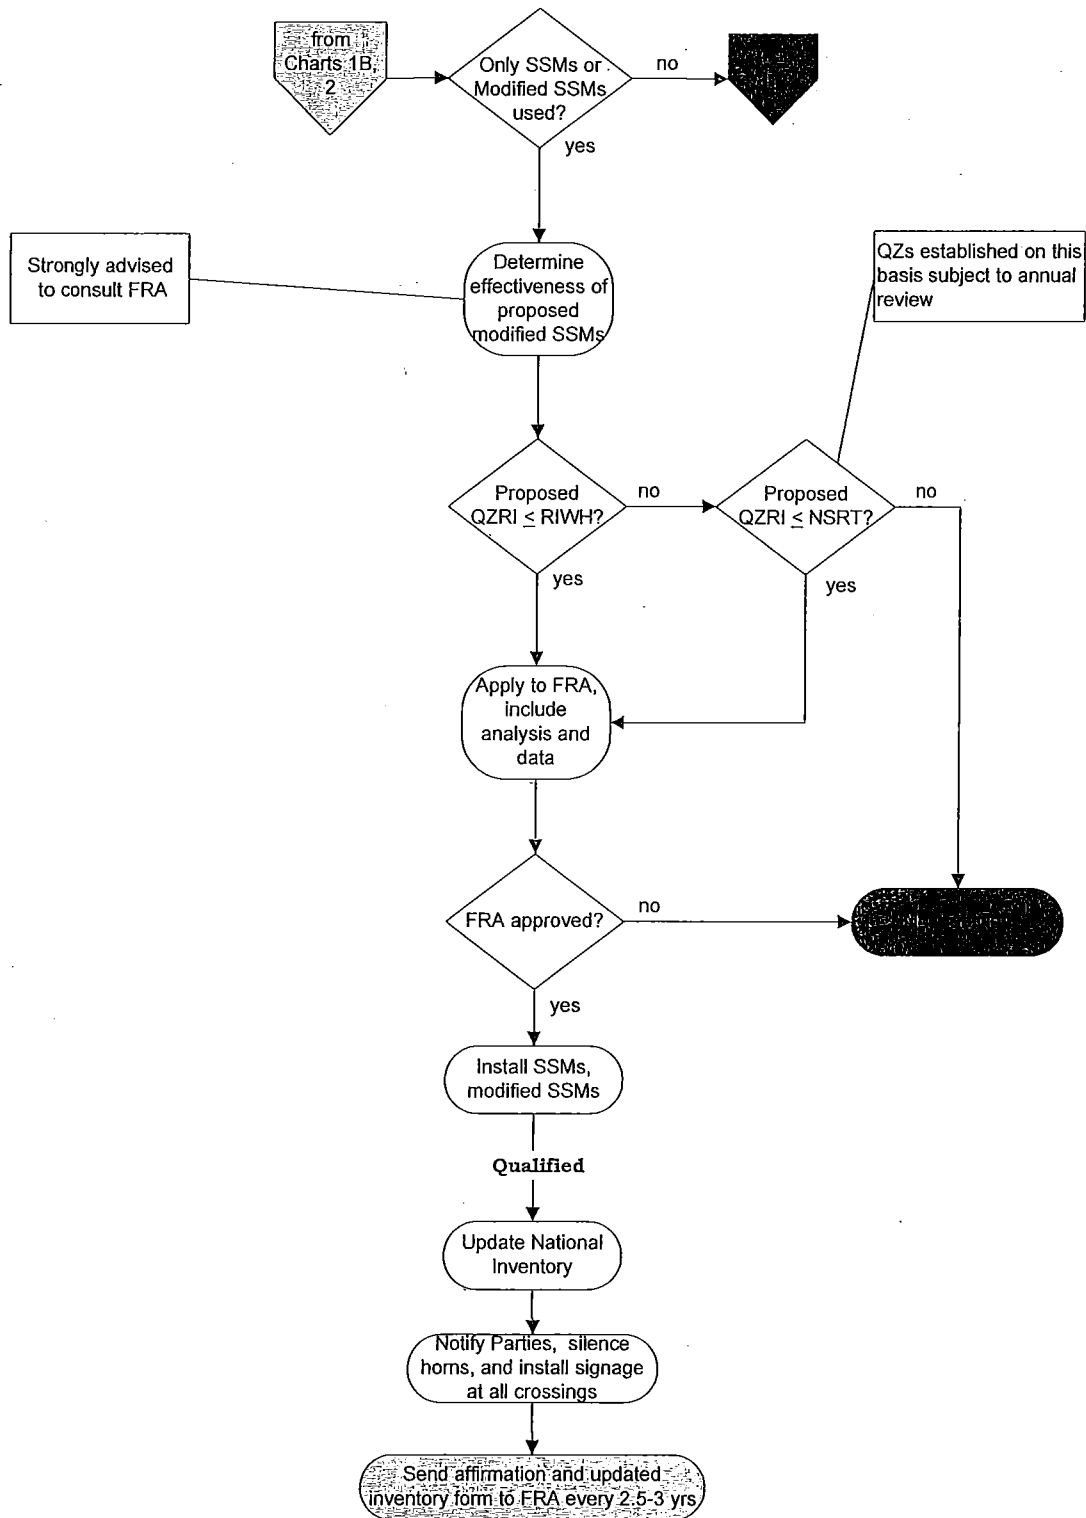 from
Charts 1B,
2
Only SSMs or
Modified SSMs
used?
no
yes
Strongly advised
to consult FRA
Determine
effectiveness of
proposed
modified SSMs
QZs established on this
basis subject to annual
review
Proposed
QZRI ≤ RIWH?
no
Proposed
QZRI ≤ NSRT?
no
yes
yes
Apply to FRA,
include
analysis and
data
FRA approved?
no
yes
Install SSMs,
modified SSMs
Qualified
Update National
Inventory
Notify Parties, silence
horns, and install signage
at all crossings
Send affirmation and updated
inventory form to FRA every 2.5-3 yrs